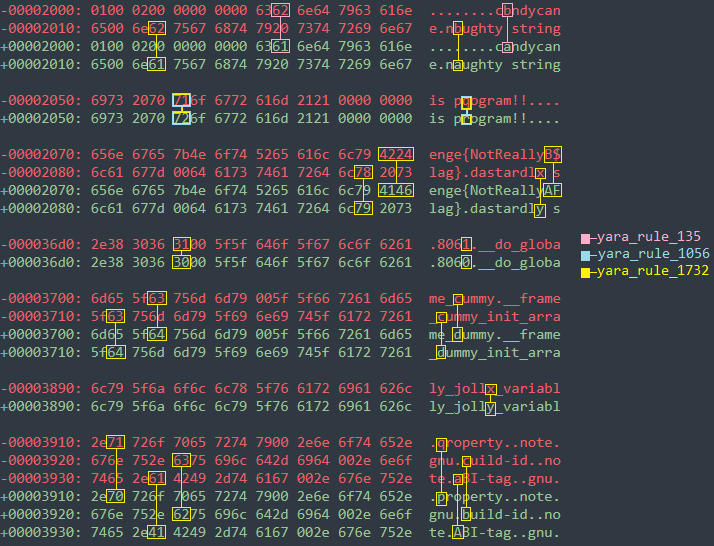 -00002000: 0100 0200 0000 0000 6362 6e64 7963 616e ........cbndycan
-00002010: 6500 6e62 7567 6874 7920 7374 7269 6e67 e.nbughty string
+00002000: 0100 0200 0000 0000 6361 6e64 7963 616e ........candycan
+00002010: 6500 6e61 7567 6874 7920 7374 7269 6e67 e.naughty string
-00002050: 6973 2070 716f 6772 616d 2121 0000 0000 is pqogram!!....
+00002050: 6973 2070 726f 6772 616d 2121 0000 0000 is program!!....
-00002070: 656e 6765 7b4e 6f74 5265 616c 6c79 4224 enge{NotReallyB$
-00002080: 6c61 677d 0064 6173 7461 7264 6c78 2073 lag}.dastardlx s
+00002070: 656e 6765 7b4e 6f74 5265 616c 6c79 4146 enge{NotReallyAF
+00002080: 6c61 677d 0064 6173 7461 7264 6c79 2073 lag}.dastardly s
-000036d0: 2e38 3036 3100 5f5f 646f 5f67 6c6f 6261 .8061.__do_globa
+000036d0: 2e38 3036 3000 5f5f 646f 5f67 6c6f 6261 .8060.__do_globa
-00003700: 6d65 5f63 756d 6d79 005f 5f66 7261 6d65 me_cummy.__frame
-00003710: 5f63 756d 6d79 5f69 6e69 745f 6172 7261 _cummy_init_arra
+00003700: 6d65 5f64 756d 6d79 005f 5f66 7261 6d65 me_dummy.__frame
+00003710: 5f64 756d 6d79 5f69 6e69 745f 6172 7261 _dummy_init_arra
-00003890: 6c79 5f6a 6f6c 6c78 5f76 6172 6961 626c ly_jollx_variabl
+00003890: 6c79 5f6a 6f6c 6c79 5f76 6172 6961 626c ly_jolly_variabl
-00003910: 2e71 726f 7065 7274 7900 2e6e 6f74 652e .qroperty..note.
-00003920: 676e 752e 6375 696c 642d 6964 002e 6e6f gnu.cuild-id..no
-00003930: 7465 2e61 4249 2d74 6167 002e 676e 752e te.aBI-tag..gnu.
+00003910: 2e70 726f 7065 7274 7900 2e6e 6f74 652e .property..note.
+00003920: 676e 752e 6275 696c 642d 6964 002e 6e6f gnu.build-id..no
+00003930: 7465 2e41 4249 2d74 6167 002e 676e 752e te.ABI-tag..gnu.
yara_rule_135
yara_rule_1056
yara_rule_1732